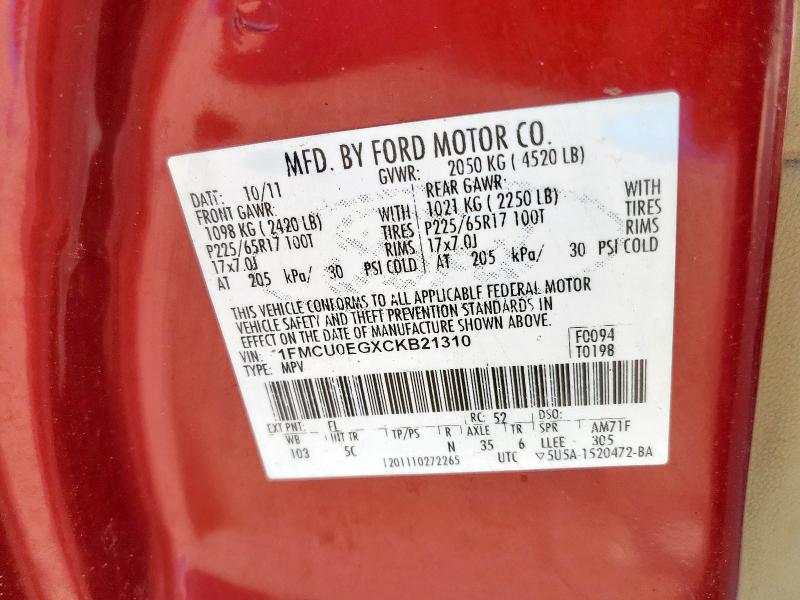 MFD. BY FORD MOTOR CO.
DATE: 10/11 GVWR: 2050 KG ( 4520 LB)
FRONT GAWR: REAR GAWR:
1098 KG ( 2420 LB) WITH 1021 KG ( 2250 LB) WITH
P225/65R17 100T TIRES P225/65R17 100T TIRES
17x7.0J RIMS 17x7.0J RIMS
AT 205 kPa/ 30 PSI COLD AT 205 kPa/ 30 PSI COLD
THIS VEHICLE CONFORMS TO ALL APPLICABLE FEDERAL MOTOR
VEHICLE SAFETY AND THEFT PREVENTION STANDARDS IN
EFFECT ON THE DATE OF MANUFACTURE SHOWN ABOVE.
VIN: 1FMCU0EGXCKB21310 F0094
TYPE: MPV T0198
EXT PNT: FL RC: 52 DSO:
WB INT TR TP/PS R AXLE TR SPR AM71F
103 5C N 35 6 LLEE 305
1201110272265 UTC ▽5U5A-1520472-BA